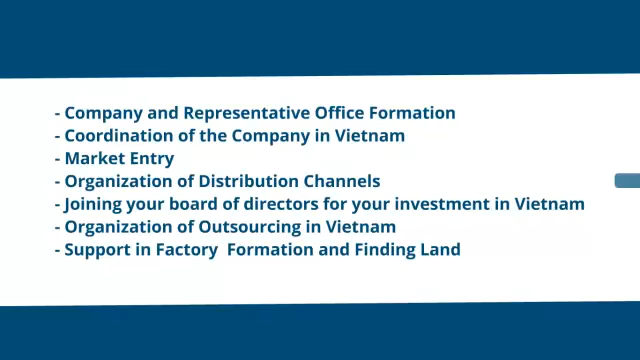 - Company and Representative Office Formation
- Coordination of the Company in Vietnam
- Market Entry
- Organization of Distribution Channels
- Joining your board of directors for your investment in Vietnam
- Organization of Outsourcing in Vietnam
- Support in Factory  Formation and Finding Land